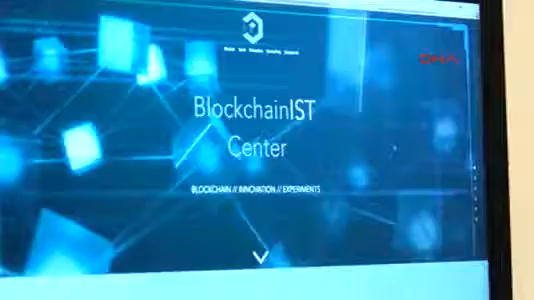 DHA
BlockchainIST
Center
BLOCKCHAIN // INNOVATION // EXPERIMENTS